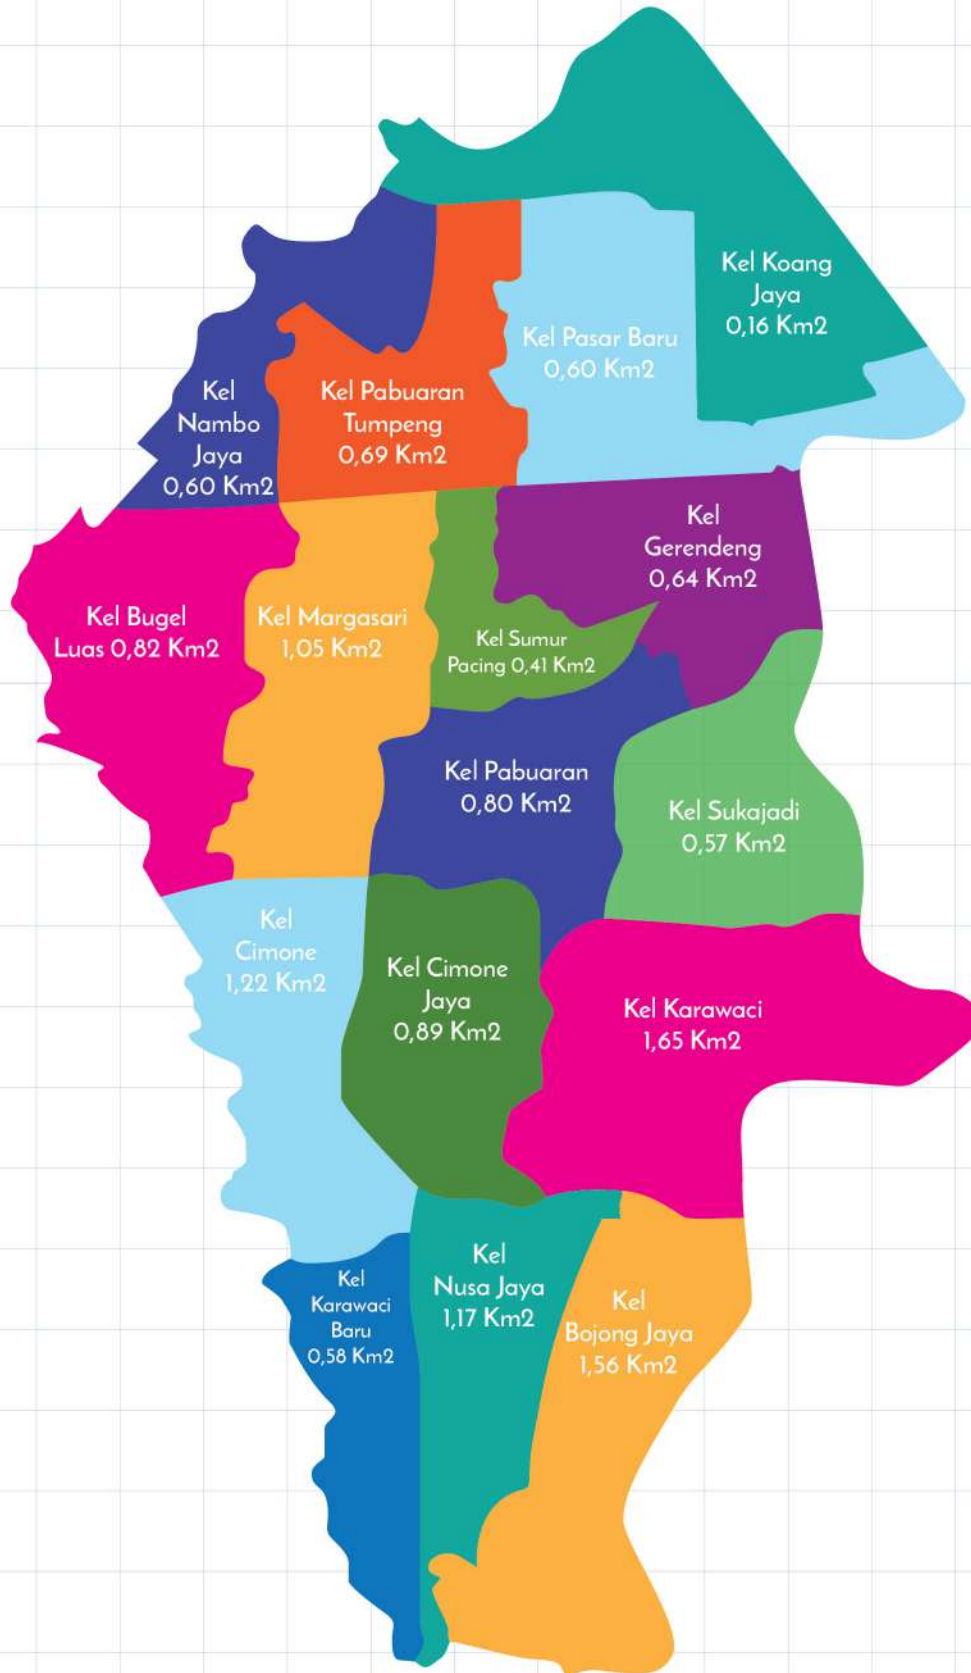 Kel Koang
Jaya
0,16 Km2
Kel Pasar Baru
0,60 Km2
Kel
Nambo
Jaya
0,60 Km2
Kel Pabuaran
Tumpeng
0,69 Km2
Kel
Gerendeng
0,64 Km2
Kel Bugel
Luas 0,82 Km2
Kel Margasari
1,05 Km2
Kel Sumur
Pacing 0,41 Km2
Kel Pabuaran
0,80 Km2
Kel Sukajadi
0,57 Km2
Kel
Cimone
1,22 Km2
Kel Cimone
Jaya
0,89 Km2
Kel Karawaci
1,65 Km2
Kel
Karawaci
Baru
0,58 Km2
Kel
Nusa Jaya
1,17 Km2
Kel
Bojong Jaya
1,56 Km2